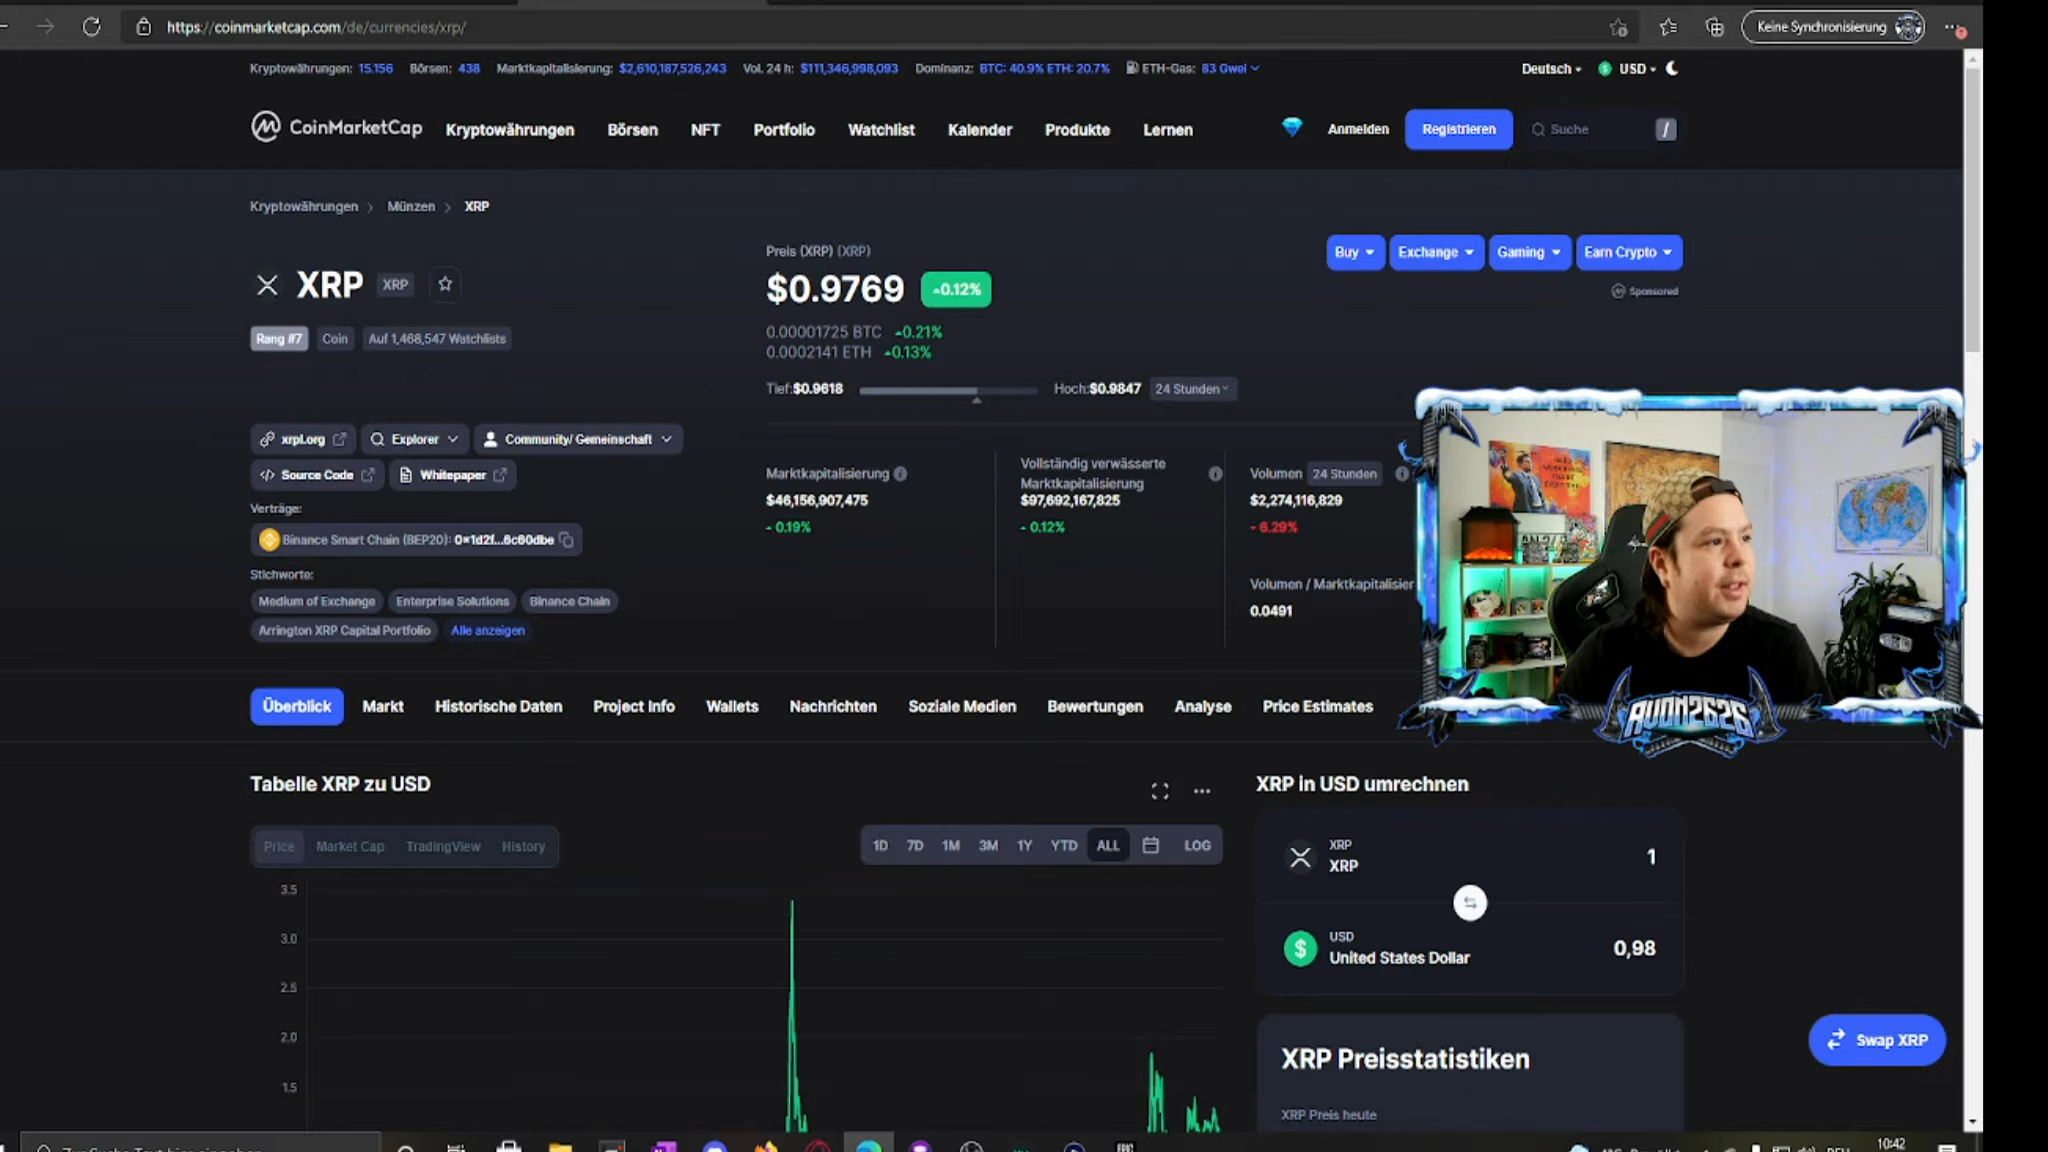 https://coinmarketcap.com/de/currencies/xrp/
Keine Synchronisierung
Kryptowährungen: 15.156 Börsen: 438 Marktkapitalisierung: $2,610,187,526,243 Vol. 24 h: $111,346,998,093 Dominanz: BTC: 40.9% ETH: 20.7% ETH-Gas: 83 Gwei
Deutsch USD
CoinMarketCap Kryptowährungen Börsen NFT Portfolio Watchlist Kalender Produkte Lernen
Anmelden Registrieren Suche /
Kryptowährungen > Münzen > XRP
Preis (XRP) (XRP)
Buy Exchange Gaming Earn Crypto
XRP XRP
$0.9769 0.12%
Sponsored
0.00001725 BTC 0.21%
Rang #7 Coin Auf 1,468,547 Watchlists
0.0002141 ETH 0.13%
Tief:$0.9618 Hoch:$0.9847 24 Stunden
xrpl.org Explorer Community/ Gemeinschaft
Source Code Whitepaper
Marktkapitalisierung
$46,156,907,475
0.19%
Vollständig verwässerte
Marktkapitalisierung
$97,692,167,825
0.12%
Volumen 24 Stunden
$2,274,116,829
6.29%
Volumen / Marktkapitalisier
0.0491
Verträge:
Binance Smart Chain (BEP20): 0x1d2f...8c60dbe
Stichworte:
Medium of Exchange Enterprise Solutions Binance Chain
Arrington XRP Capital Portfolio Alle anzeigen
AVON2626
Überblick Markt Historische Daten Project Info Wallets Nachrichten Soziale Medien Bewertungen Analyse Price Estimates
Tabelle XRP zu USD
XRP in USD umrechnen
Price Market Cap TradingView History
1D 7D 1M 3M 1Y YTD ALL LOG
XRP
XRP
1
USD
United States Dollar
0,98
3.5
3.0
2.5
2.0
1.5
XRP Preisstatistiken
XRP Preis heute
Swap XRP
10:42